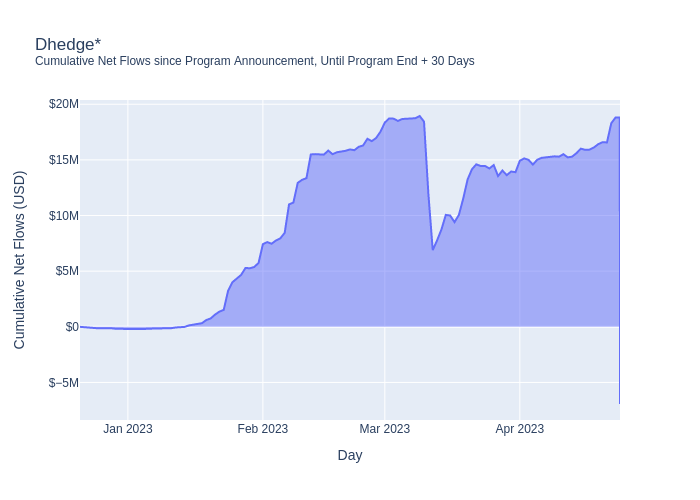 Dhedge*
Cumulative Net Flows since Program Announcement, Until Program End + 30 Days
Cumulative Net Flows (USD)
$20M
$15M
$10M
$5M
$0
$−5M
Jan 2023 Feb 2023 Mar 2023 Apr 2023
Day